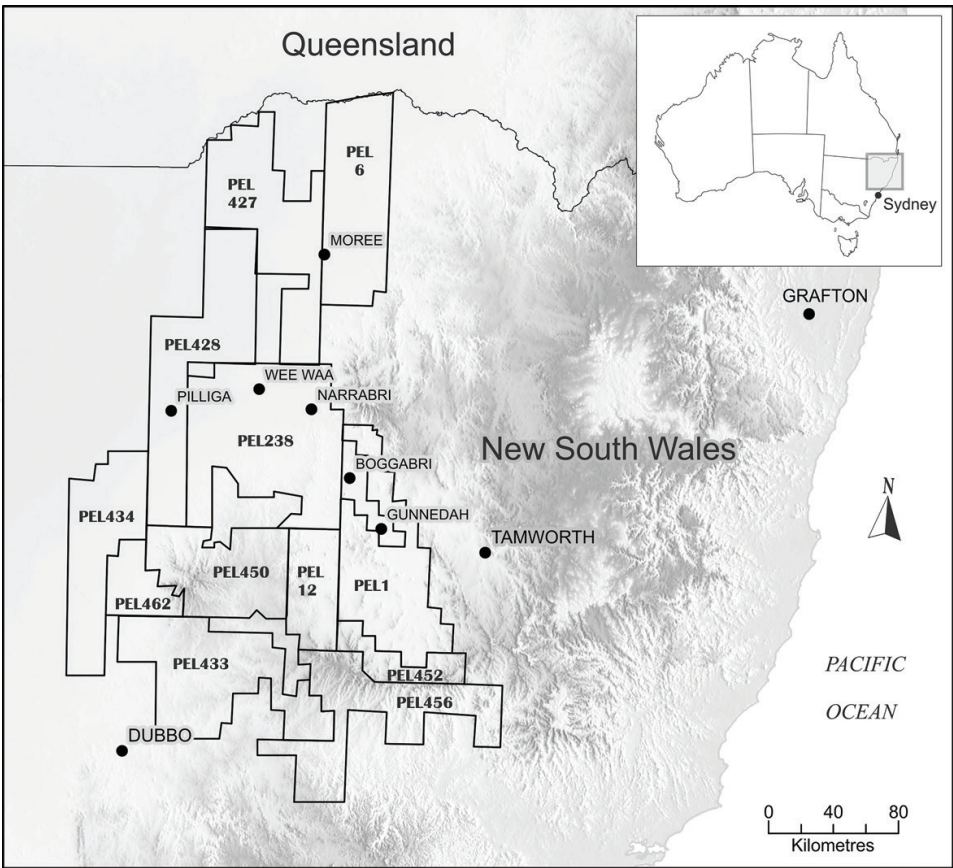 Queensland
Sydney
PEL
6
PEL
427
MOREE
GRAFTON
PEL428
WEE WAA
PILLIGA
NARRABRI
PEL238
New South Wales
BOGGABRI
N
GUNNEDAH
PEL434
TAMWORTH
PEL450
PEL
12
PEL1
PEL462
PEL433
PACIFIC
OCEAN
PEL452
PEL456
DUBBO
0 40 80
Kilometres